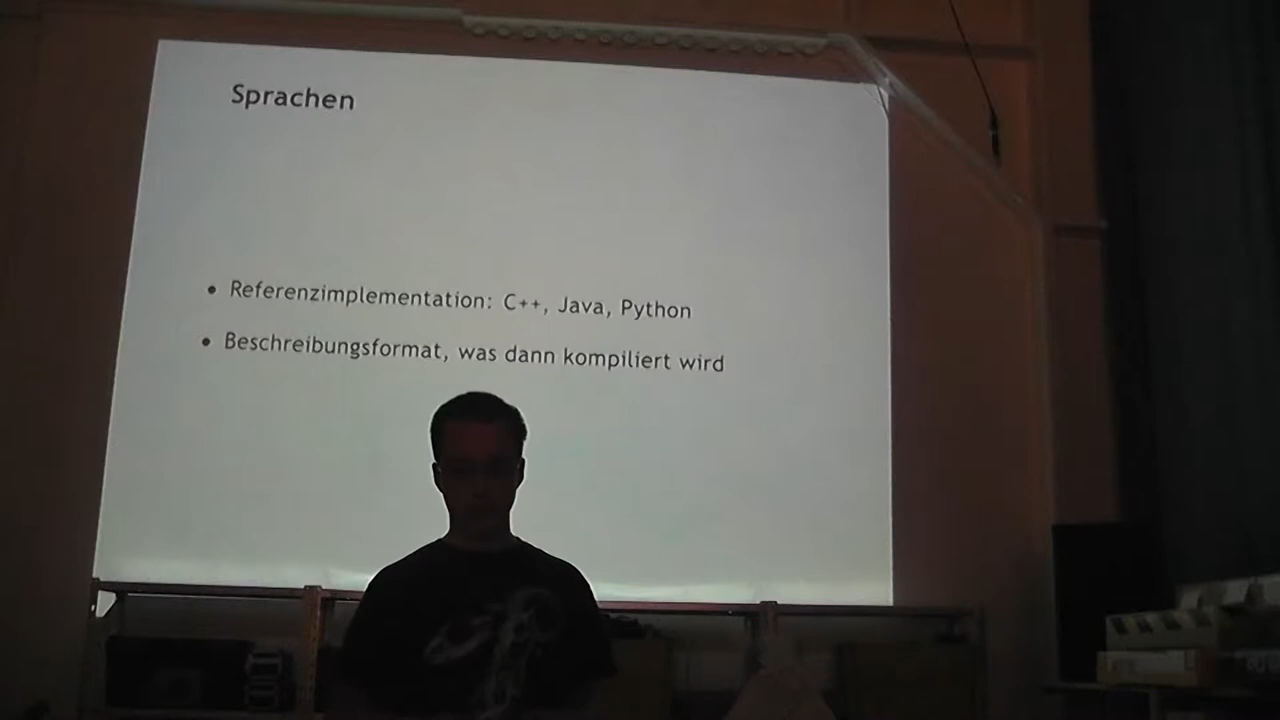 Sprachen
• Referenzimplementation: C++, Java, Python
• Beschreibungsformat, was dann kompiliert wird